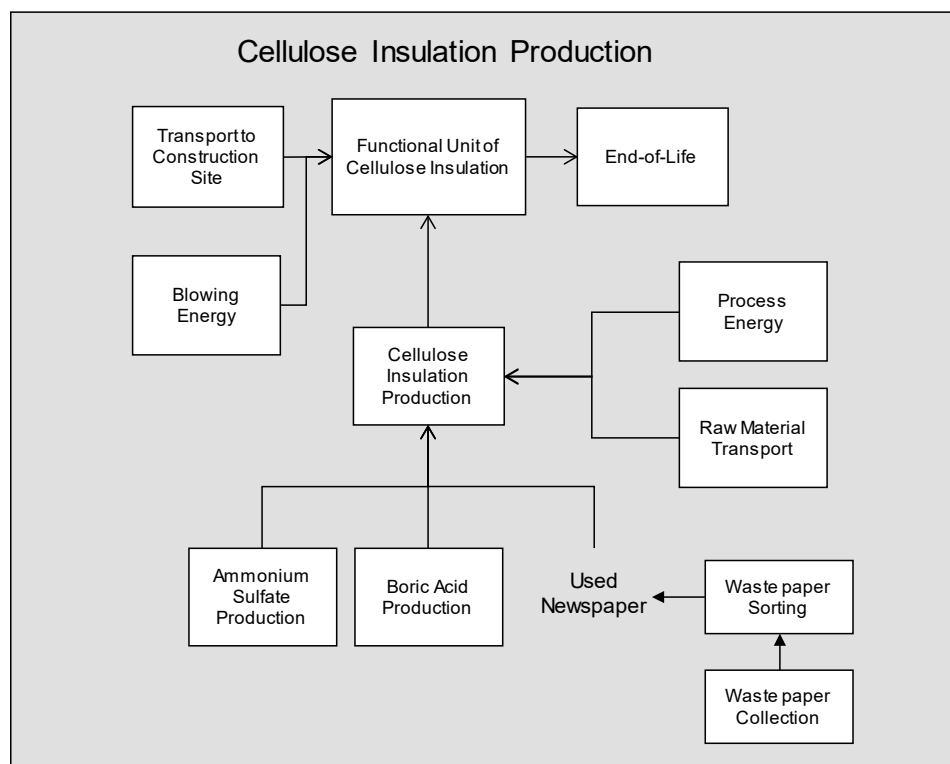 Cellulose Insulation Production
Transport to
Construction
Site
Functional Unit of
Cellulose Insulation
End-of-Life
Blowing
Energy
Process
Energy
Cellulose
Insulation
Production
Raw Material
Transport
Ammonium
Sulfate
Production
Boric Acid
Production
Used
Newspaper
Waste paper
Sorting
Waste paper
Collection